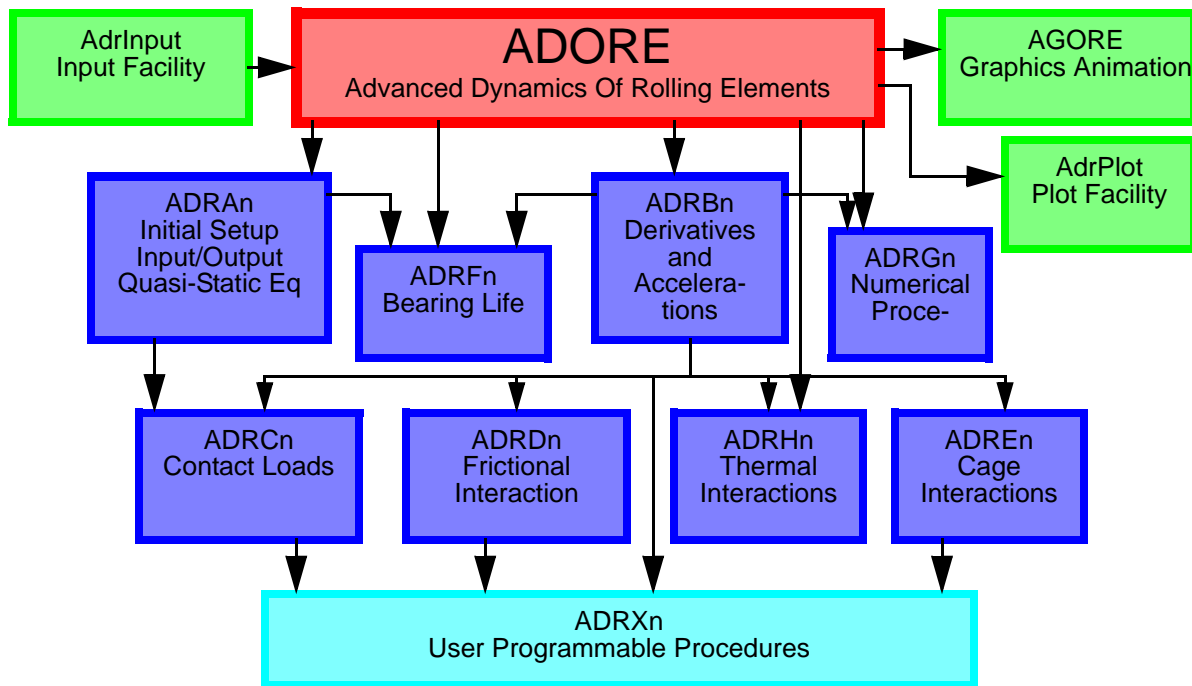 AdrInput
Input Facility
ADORE
Advanced Dynamics Of Rolling Elements
AGORE
Graphics Animation
AdrPlot
Plot Facility
ADRAn
Initial Setup
Input/Output
Quasi-Static Eq
ADRFn
Bearing Life
ADRBn
Derivatives
and
Accelera-
tions
ADRGn
Numerical
Proce-
ADRCn
Contact Loads
ADRDn
Frictional
Interaction
ADRHn
Thermal
Interactions
ADREn
Cage
Interactions
ADRXn
User Programmable Procedures